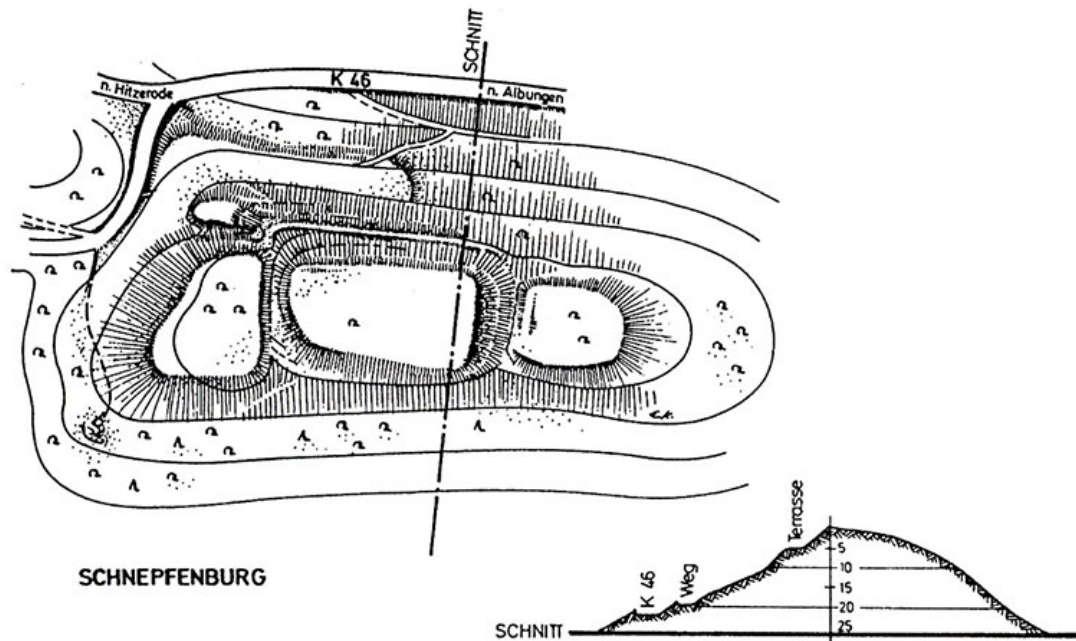 SCHNITT
K 46
n. Hitzerode
n. Albungen
SCHNEPFENBURG
Terrasse
Weg
K 46
5
10
15
20
25
SCHNITT